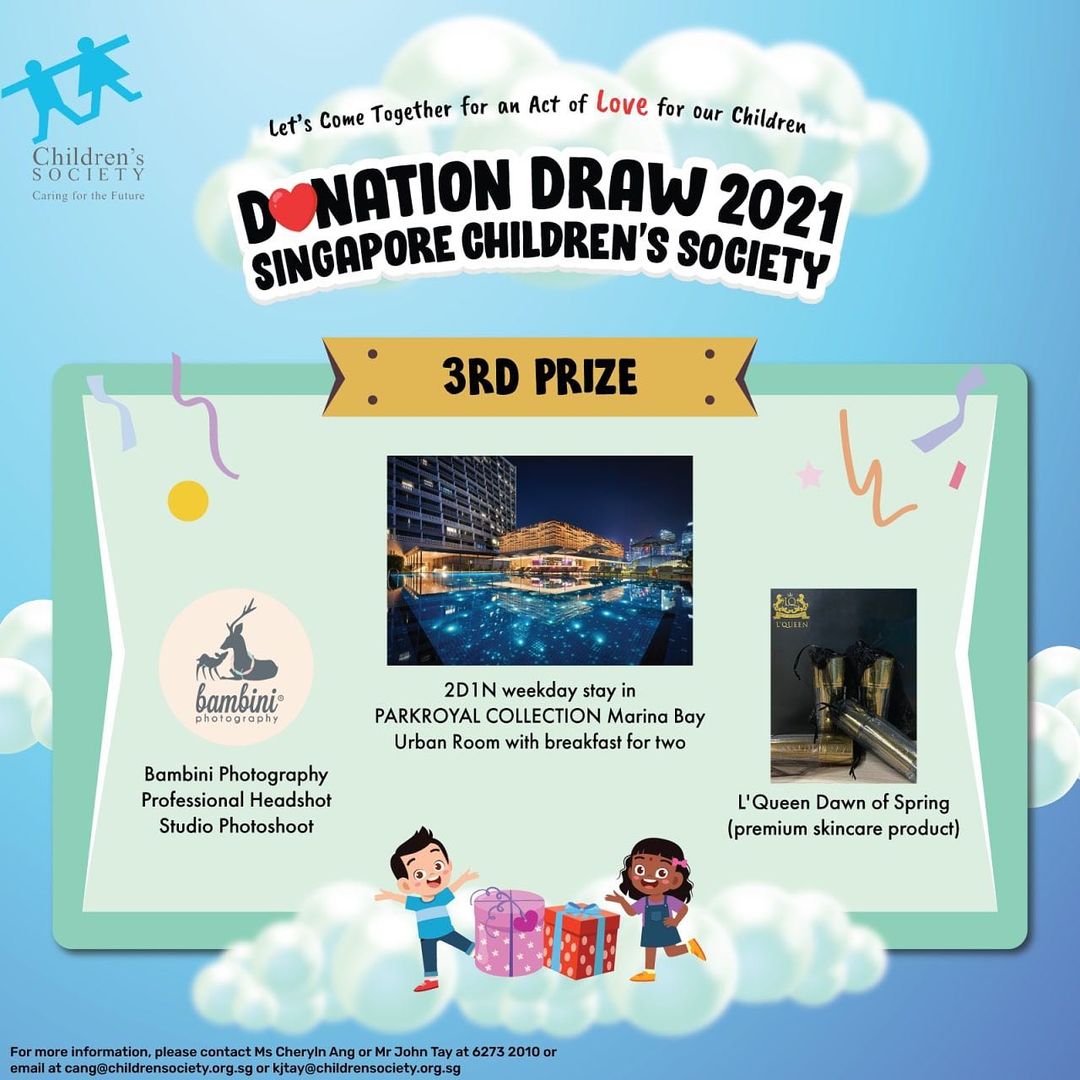 Children's
SOCIETY
Caring for the Future
Let's Come Together for an Act of Love for our Children
DONATION DRAW 2021
SINGAPORE CHILDREN'S SOCIETY
3RD PRIZE
bambini®
photography
Bambini Photography
Professional Headshot
Studio Photoshoot
2D1N weekday stay in
PARKROYAL COLLECTION Marina Bay
Urban Room with breakfast for two
LQ
L'QUEEN
L'Queen Dawn of Spring
(premium skincare product)
For more information, please contact Ms Cheryln Ang or Mr John Tay at 6273 2010 or
email at cang@childrensociety.org.sg or kjtay@childrensociety.org.sg